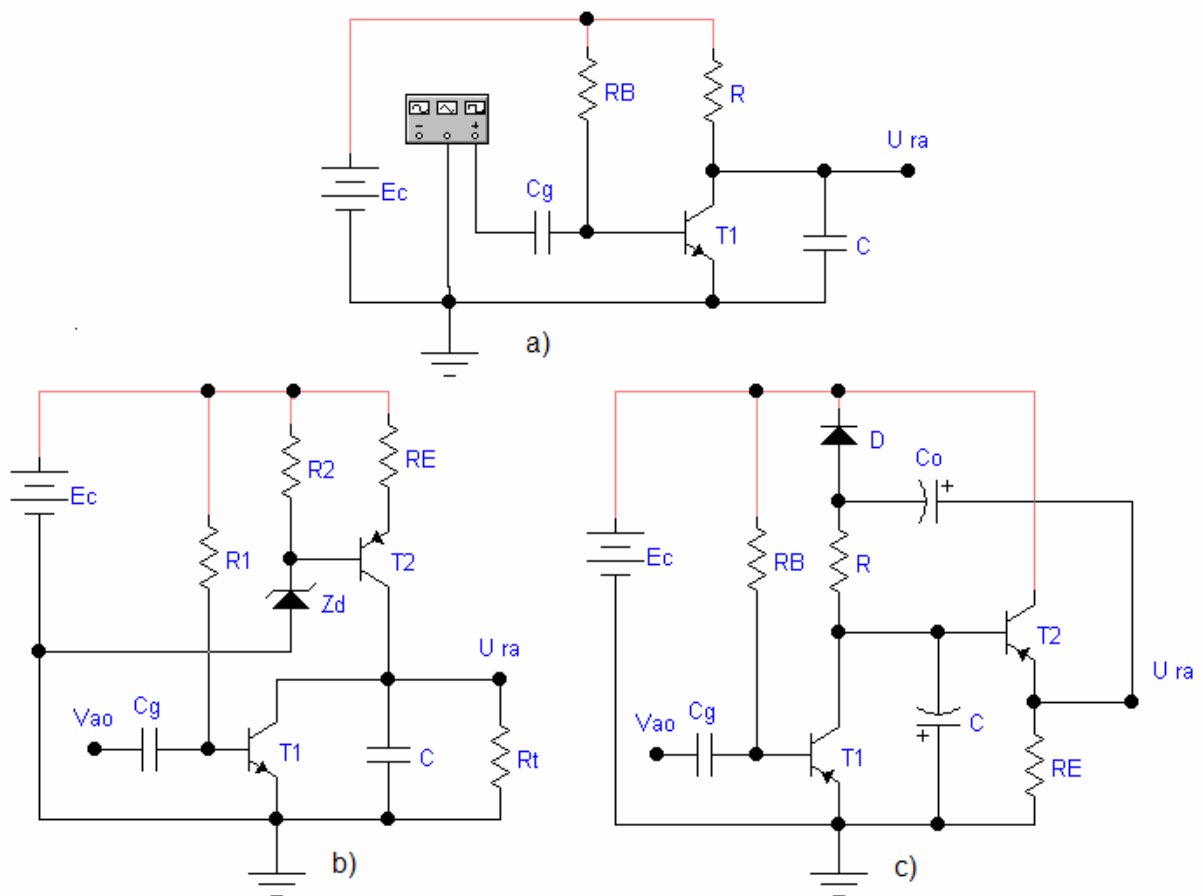 RB
R
U ra
Ec
Cg
T1
C
a)
R2
RE
Ec
R1
T2
Zd
U ra
Vao
Cg
T1
C
Rt
b)
D
Co
Ec
RB
R
T2
U ra
Vao
Cg
T1
C
RE
c)